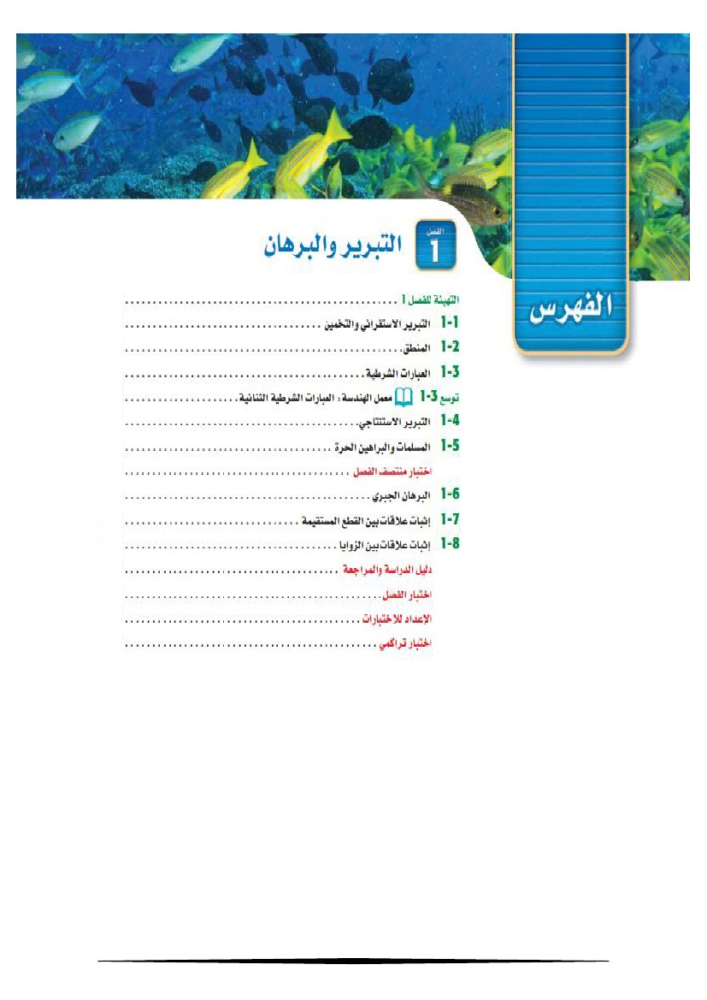 الفهرس
الفصل
1
التبرير والبرهان
التهيئة للفصل 1 ..................................................
1-1 التبرير الاستقرائي والتخمين ....................................
1-2 المنطق...................................................
1-3 العبارات الشرطية............................................
توسع 3-1 معمل الهندسة : العبارات الشرطية الثنائية.....................
1-4 التبرير الاستنتاجي..........................................
1-5 المسلمات والبراهين الحرة ......................................
اختبار منتصف الفصل .........................................
1-6 البرهان الجبري.............................................
1-7 إثبات علاقات بين القطع المستقيمة ................................
1-8 إثبات علاقات بين الزوايا .......................................
دليل الدراسة والمراجعة .......................................
اختبار الفصل...............................................
الإعداد للاختبارات ...........................................
اختبار تراكمي..............................................